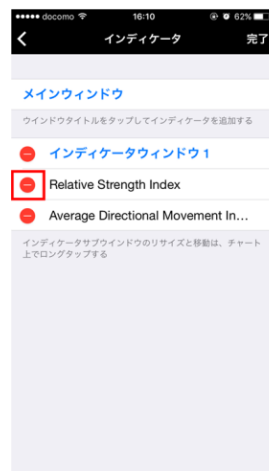 docomo 16:10 62%
インディケータ 完了
メインウィンドウ
ウインドウタイトルをタップしてインディケータを追加する
インディケータウィンドウ 1
Relative Strength Index
Average Directional Movement In...
インディケータサブウインドウのリサイズと移動は、チャート
上でロングタップする